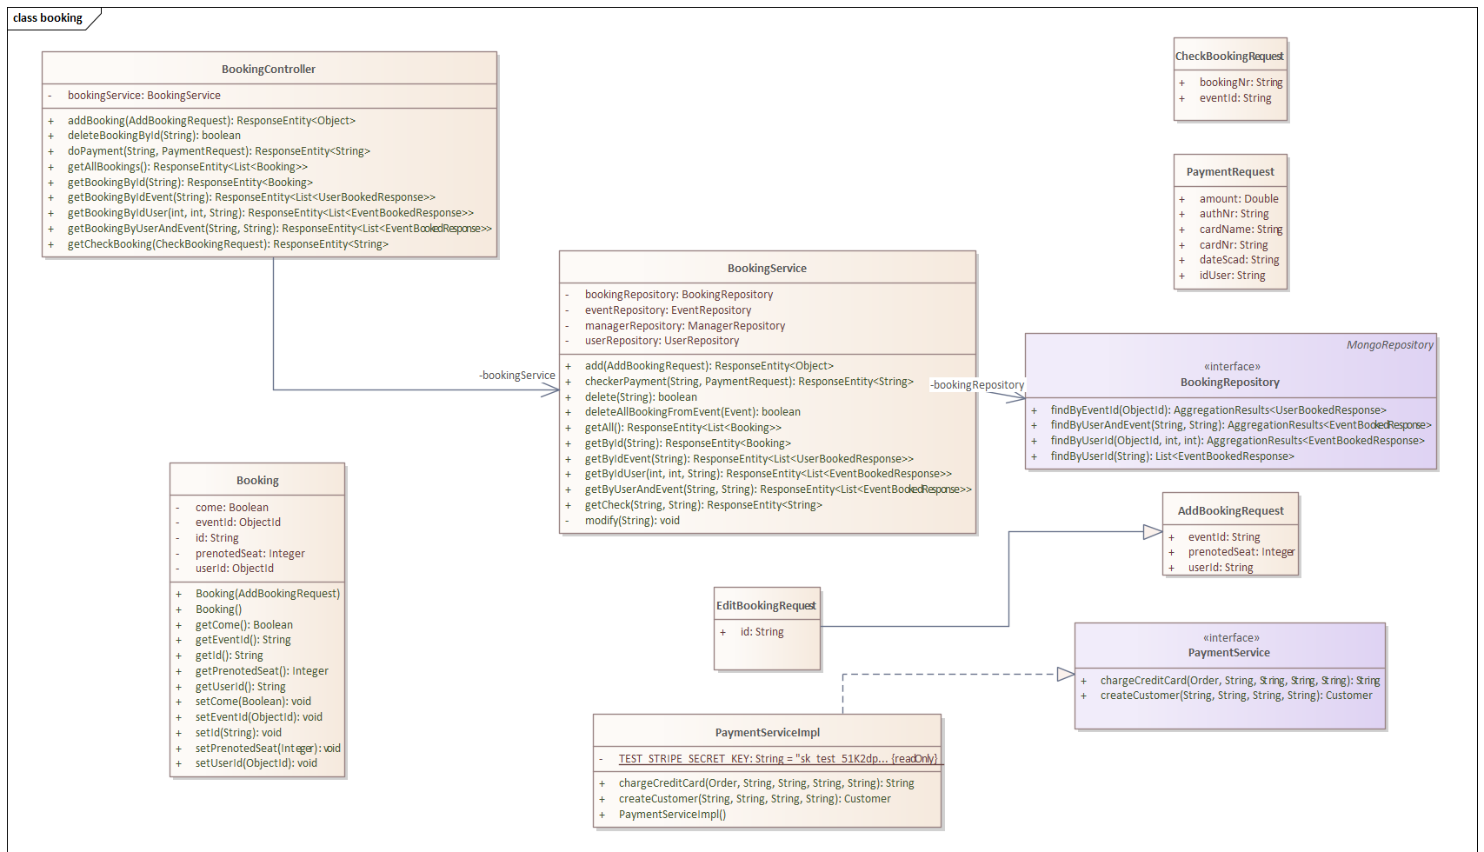 class booking
BookingController
- bookingService: BookingService
+ addBooking(AddBookingRequest): ResponseEntity<Object>
+ deleteBookingById(String): boolean
+ doPayment(String, PaymentRequest): ResponseEntity<String>
+ getAllBookings(): ResponseEntity<List<Booking>>
+ getBookingById(String): ResponseEntity<Booking>
+ getBookingByIdEvent(String): ResponseEntity<List<UserBookedResponse>>
+ getBookingByIdUser(int, int, String): ResponseEntity<List<EventBookedResponse>>
+ getBookingByUserAndEvent(String, String): ResponseEntity<List<EventBookedResponse>>
+ getCheckBooking(CheckBookingRequest): ResponseEntity<String>
CheckBookingRequest
+ bookingNr: String
+ eventId: String
PaymentRequest
+ amount: Double
+ authNr: String
+ cardName: String
+ cardNr: String
+ dateScad: String
+ idUser: String
-bookingService
BookingService
- bookingRepository: BookingRepository
- eventRepository: EventRepository
- managerRepository: ManagerRepository
- userRepository: UserRepository
+ add(AddBookingRequest): ResponseEntity<Object>
+ checkerPayment(String, PaymentRequest): ResponseEntity<String>
+ delete(String): boolean
+ deleteAllBookingFromEvent(Event): boolean
+ getAll(): ResponseEntity<List<Booking>>
+ getById(String): ResponseEntity<Booking>
+ getByIdEvent(String): ResponseEntity<List<UserBookedResponse>>
+ getByIdUser(int, int, String): ResponseEntity<List<EventBookedResponse>>
+ getByUserAndEvent(String, String): ResponseEntity<List<EventBookedResponse>>
+ getCheck(String, String): ResponseEntity<String>
- modify(String): void
-bookingRepository
MongoRepository
«interface»
BookingRepository
+ findByEventId(ObjectId): AggregationResults<UserBookedResponse>
+ findByUserAndEvent(String, String): AggregationResults<EventBookedResponse>
+ findByUserId(ObjectId, int, int): AggregationResults<EventBookedResponse>
+ findByUserId(String): List<EventBookedResponse>
Booking
- come: Boolean
- eventId: ObjectId
- id: String
- prenotedSeat: Integer
- userId: ObjectId
+ Booking(AddBookingRequest)
+ Booking()
+ getCome(): Boolean
+ getEventId(): String
+ getId(): String
+ getPrenotedSeat(): Integer
+ getUserId(): String
+ setCome(Boolean): void
+ setEventId(ObjectId): void
+ setId(String): void
+ setPrenotedSeat(Integer): void
+ setUserId(ObjectId): void
AddBookingRequest
+ eventId: String
+ prenotedSeat: Integer
+ userId: String
EditBookingRequest
+ id: String
«interface»
PaymentService
+ chargeCreditCard(Order, String, String, String, String): String
+ createCustomer(String, String, String, String): Customer
PaymentServiceImpl
- TEST_STRIPE_SECRET_KEY: String = "sk_test_51K2dp... {readOnly}
+ chargeCreditCard(Order, String, String, String, String): String
+ createCustomer(String, String, String, String): Customer
+ PaymentServiceImpl()